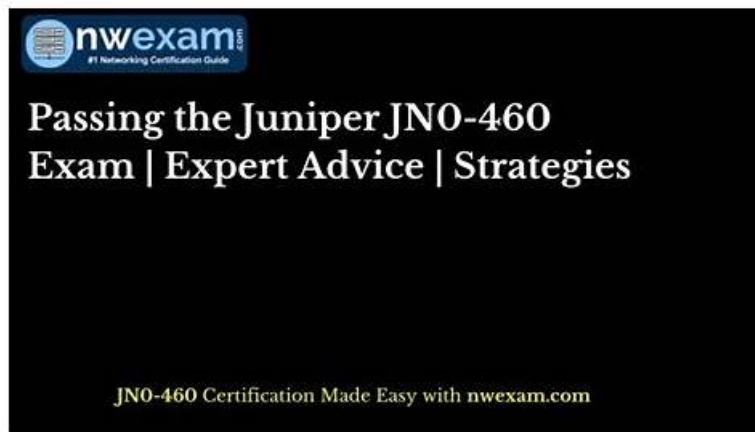 nwexam.com
#1 Networking Certification Guide
Passing the Juniper JN0-460
Exam | Expert Advice | Strategies
JN0-460 Certification Made Easy with nwexam.com